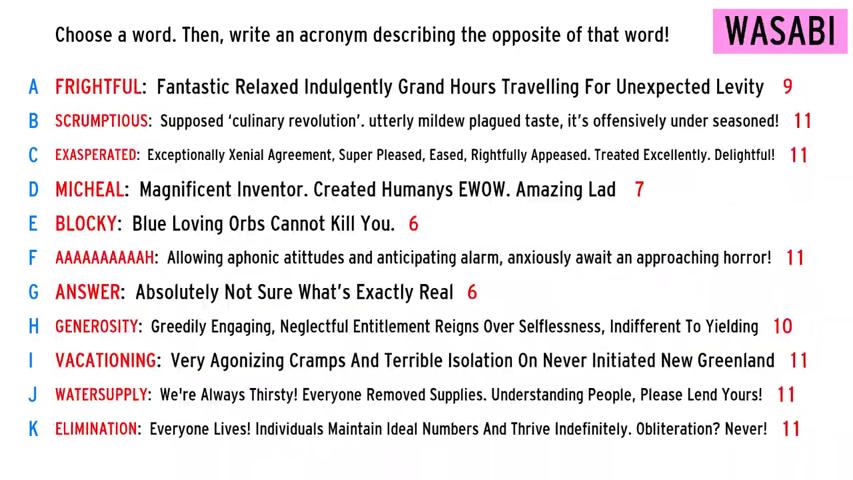 Choose a word. Then, write an acronym describing the opposite of that word!
WASABI
A FRIGHTFUL: Fantastic Relaxed Indulgently Grand Hours Travelling For Unexpected Levity 9
B SCRUMPTIOUS: Supposed ‘culinary revolution’. utterly mildew plagued taste, it’s offensively under seasoned! 11
C EXASPERATED: Exceptionally Xenial Agreement, Super Pleased, Eased, Rightfully Appeased. Treated Excellently. Delightful! 11
D MICHEAL: Magnificent Inventor. Created Humanys EWOW. Amazing Lad 7
E BLOCKY: Blue Loving Orbs Cannot Kill You. 6
F AAAAAAAAAAH: Allowing aphonic atittudes and anticipating alarm, anxiously await an approaching horror! 11
G ANSWER: Absolutely Not Sure What’s Exactly Real 6
H GENEROSITY: Greedily Engaging, Neglectful Entitlement Reigns Over Selflessness, Indifferent To Yielding 10
I VACATIONING: Very Agonizing Cramps And Terrible Isolation On Never Initiated New Greenland 11
J WATERSUPPLY: We're Always Thirsty! Everyone Removed Supplies. Understanding People, Please Lend Yours! 11
K ELIMINATION: Everyone Lives! Individuals Maintain Ideal Numbers And Thrive Indefinitely. Obliteration? Never! 11